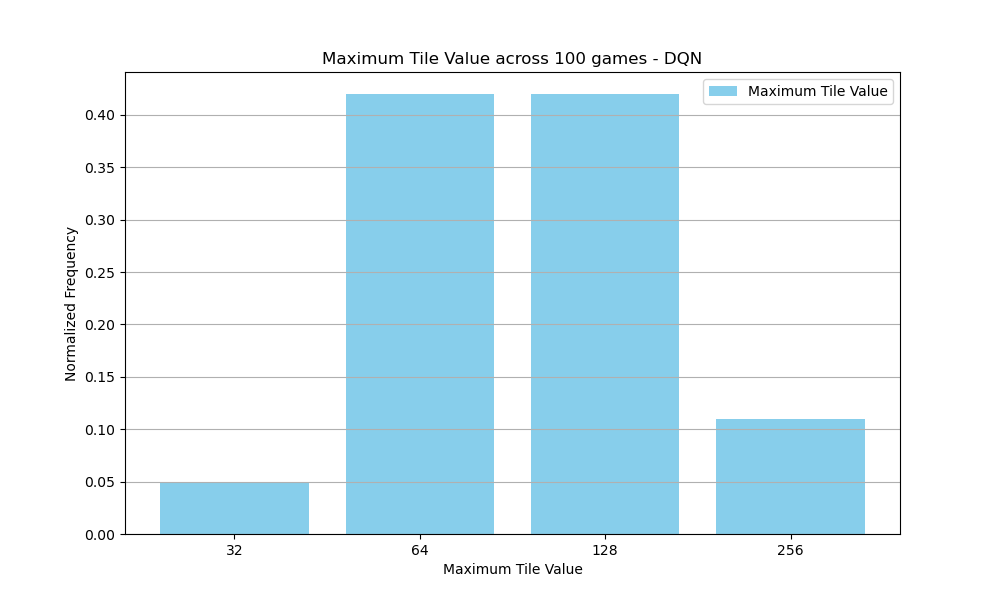 Maximum Tile Value across 100 games - DQN
Maximum Tile Value
0.40
0.35
0.30
0.25
0.20
0.15
0.10
0.05
0.00
Normalized Frequency
32 64 128 256
Maximum Tile Value